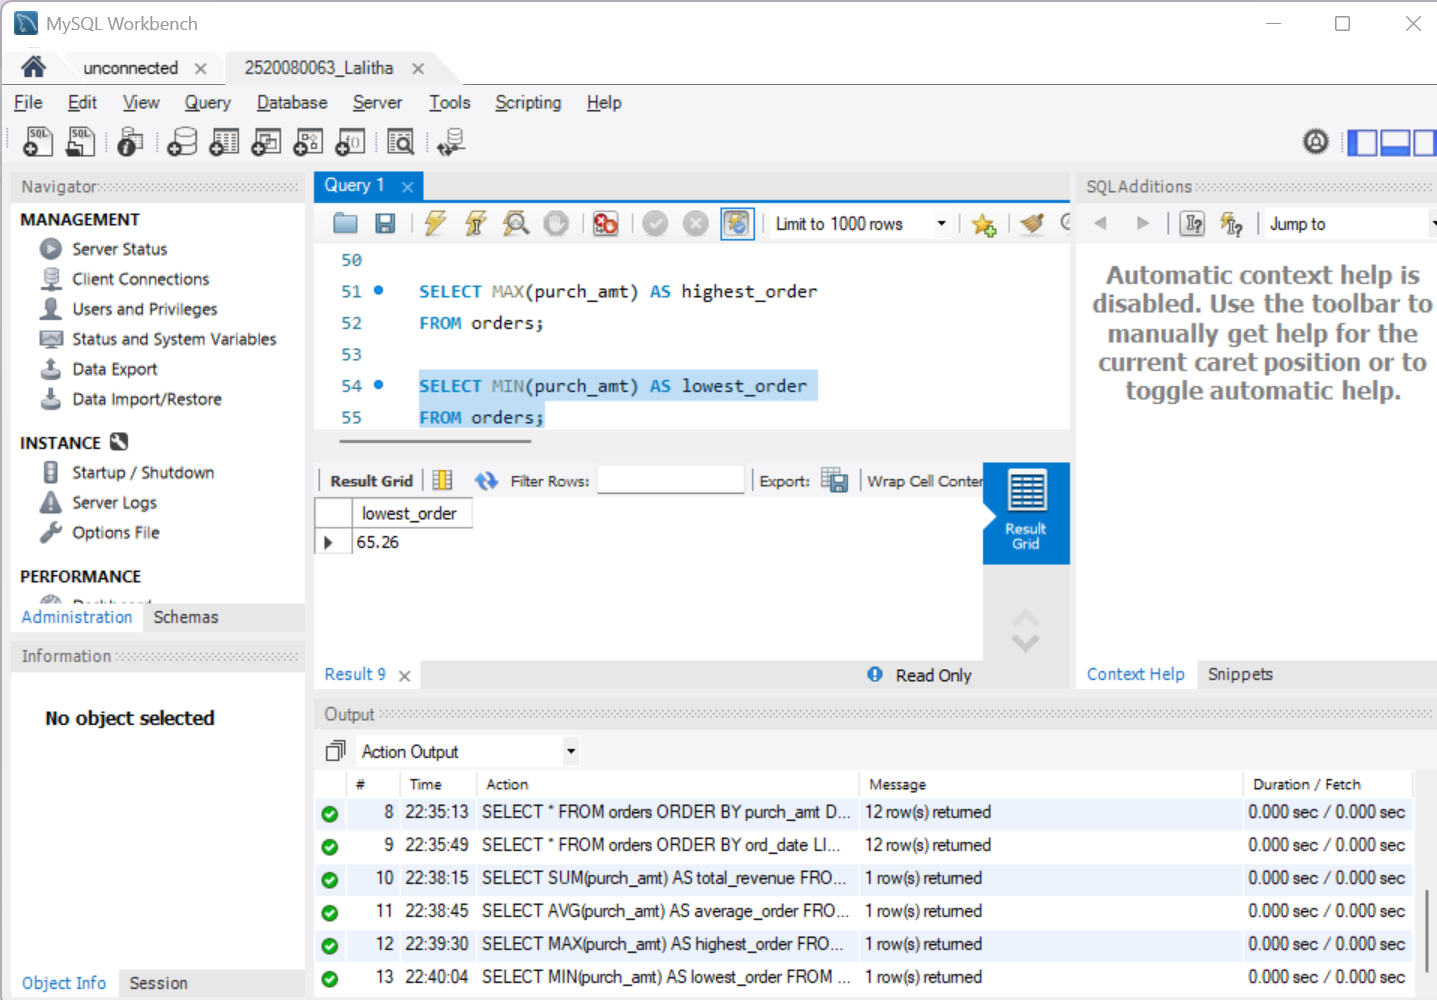 MySQL Workbench
unconnected
2520080063_Lalitha
File Edit View Query Database Server Tools Scripting Help
Navigator
MANAGEMENT
Server Status
Client Connections
Users and Privileges
Status and System Variables
Data Export
Data Import/Restore
INSTANCE
Startup / Shutdown
Server Logs
Options File
PERFORMANCE
Administration Schemas
Information
No object selected
Object Info Session
Query 1
Limit to 1000 rows
50
51 SELECT MAX(purch_amt) AS highest_order
52 FROM orders;
53
54 SELECT MIN(purch_amt) AS lowest_order
55 FROM orders;
Result Grid Filter Rows: Export: Wrap Cell Conter
lowest_order
65.26
Result Grid
Result 9
Read Only
SQLAdditions
Jump to
Automatic context help is
disabled. Use the toolbar to
manually get help for the
current caret position or to
toggle automatic help.
Context Help Snippets
Output
Action Output
# Time Action Message Duration / Fetch
8 22:35:13 SELECT * FROM orders ORDER BY purch_amt D... 12 row(s) returned 0.000 sec / 0.000 sec
9 22:35:49 SELECT * FROM orders ORDER BY ord_date LI... 12 row(s) returned 0.000 sec / 0.000 sec
10 22:38:15 SELECT SUM(purch_amt) AS total_revenue FRO... 1 row(s) returned 0.000 sec / 0.000 sec
11 22:38:45 SELECT AVG(purch_amt) AS average_order FRO... 1 row(s) returned 0.000 sec / 0.000 sec
12 22:39:30 SELECT MAX(purch_amt) AS highest_order FRO... 1 row(s) returned 0.000 sec / 0.000 sec
13 22:40:04 SELECT MIN(purch_amt) AS lowest_order FROM ... 1 row(s) returned 0.000 sec / 0.000 sec